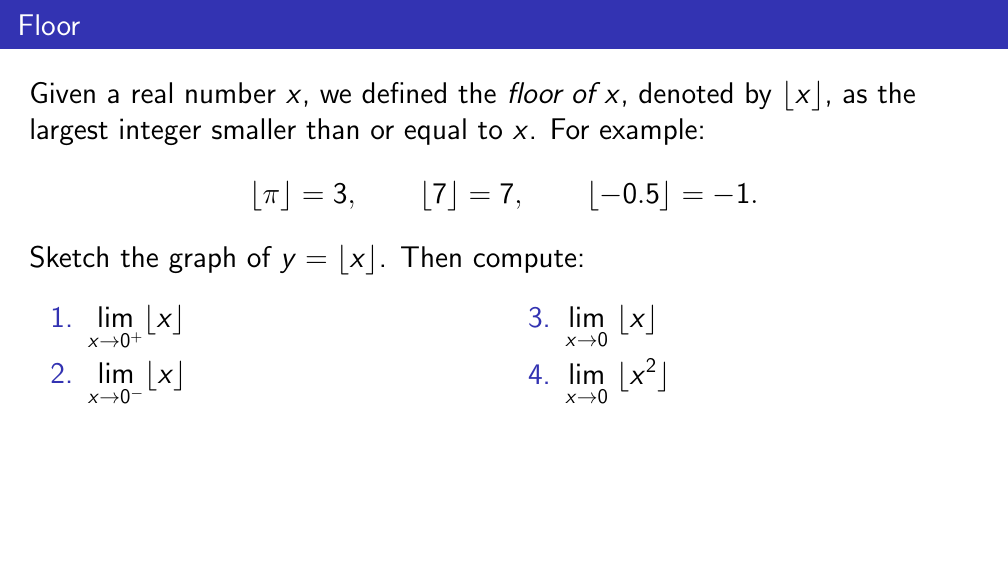 Floor
Given a real number x, we defined the floor of x, denoted by ⌊x⌋, as the
largest integer smaller than or equal to x. For example:
⌊π⌋ = 3, ⌊7⌋ = 7, ⌊−0.5⌋ = −1.
Sketch the graph of y = ⌊x⌋. Then compute:
1. lim x→0⁺ ⌊x⌋
2. lim x→0⁻ ⌊x⌋
3. lim x→0 ⌊x⌋
4. lim x→0 ⌊x²⌋